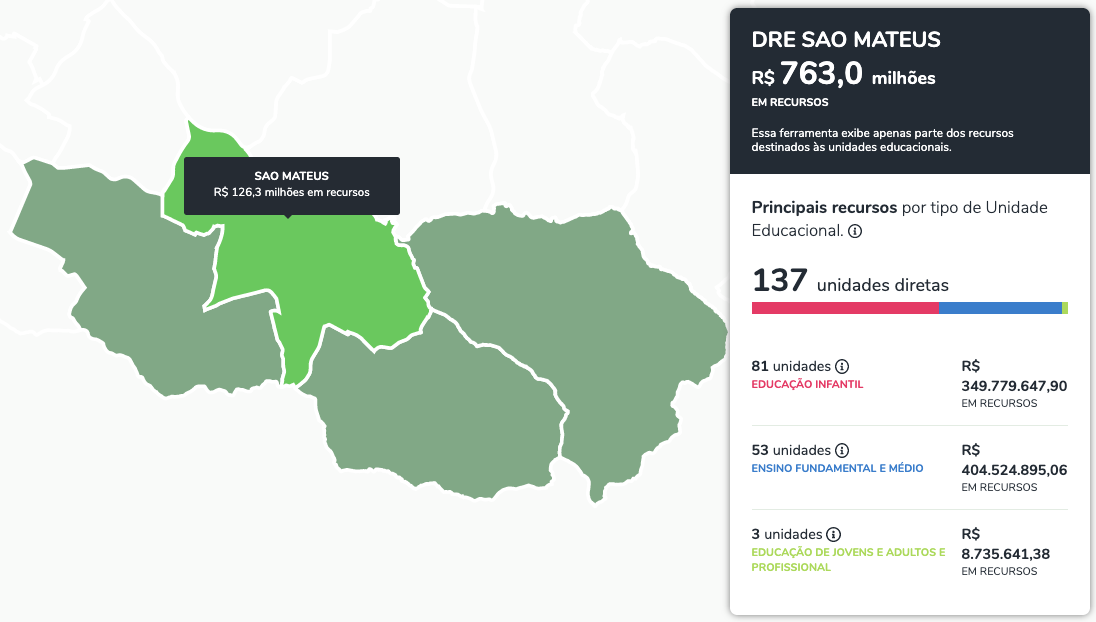 SAO MATEUS
R$ 126,3 milhões em recursos
DRE SAO MATEUS
R$ 763,0 milhões
EM RECURSOS
Essa ferramenta exibe apenas parte dos recursos
destinados às unidades educacionais.
Principais recursos por tipo de Unidade
Educacional.
137 unidades diretas
81 unidades
EDUCAÇÃO INFANTIL
R$
349.779.647,90
EM RECURSOS
53 unidades
ENSINO FUNDAMENTAL E MÉDIO
R$
404.524.895,06
EM RECURSOS
3 unidades
EDUCAÇÃO DE JOVENS E ADULTOS E
PROFISSIONAL
R$
8.735.641,38
EM RECURSOS